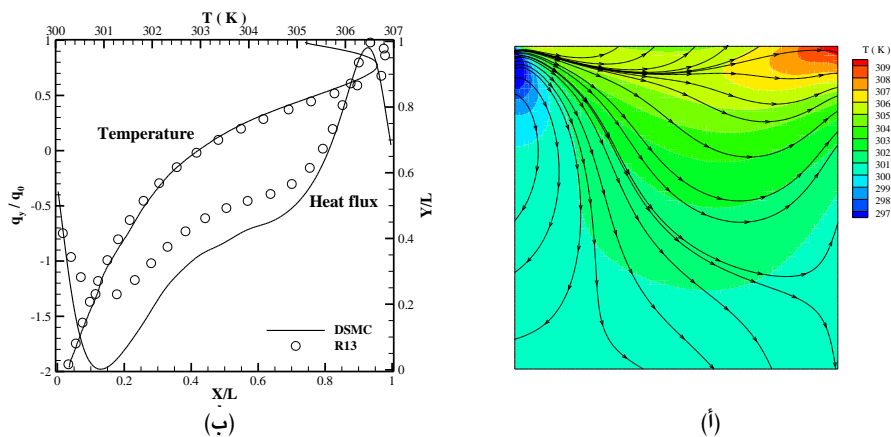 T ( K )
300 301 302 303 304 305 306 307
1
0.5
0
-0.5
-1
-1.5
-2
q_y / q_0
1
0.8
0.6
0.4
0.2
0
Y/L
Temperature
Heat flux
DSMC
R13
0 0.2 0.4 0.6 0.8 1
X/L
(ب)
T ( K )
309
308
307
306
305
304
303
302
301
300
299
298
297
(أ)